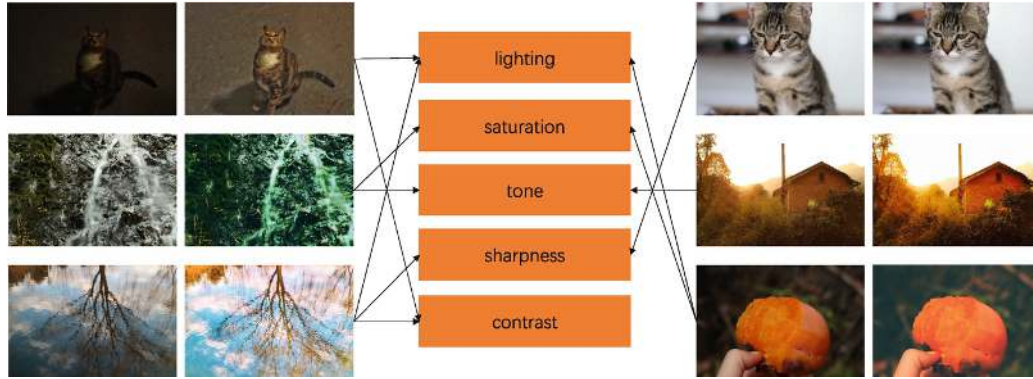 lighting
saturation
tone
sharpness
contrast